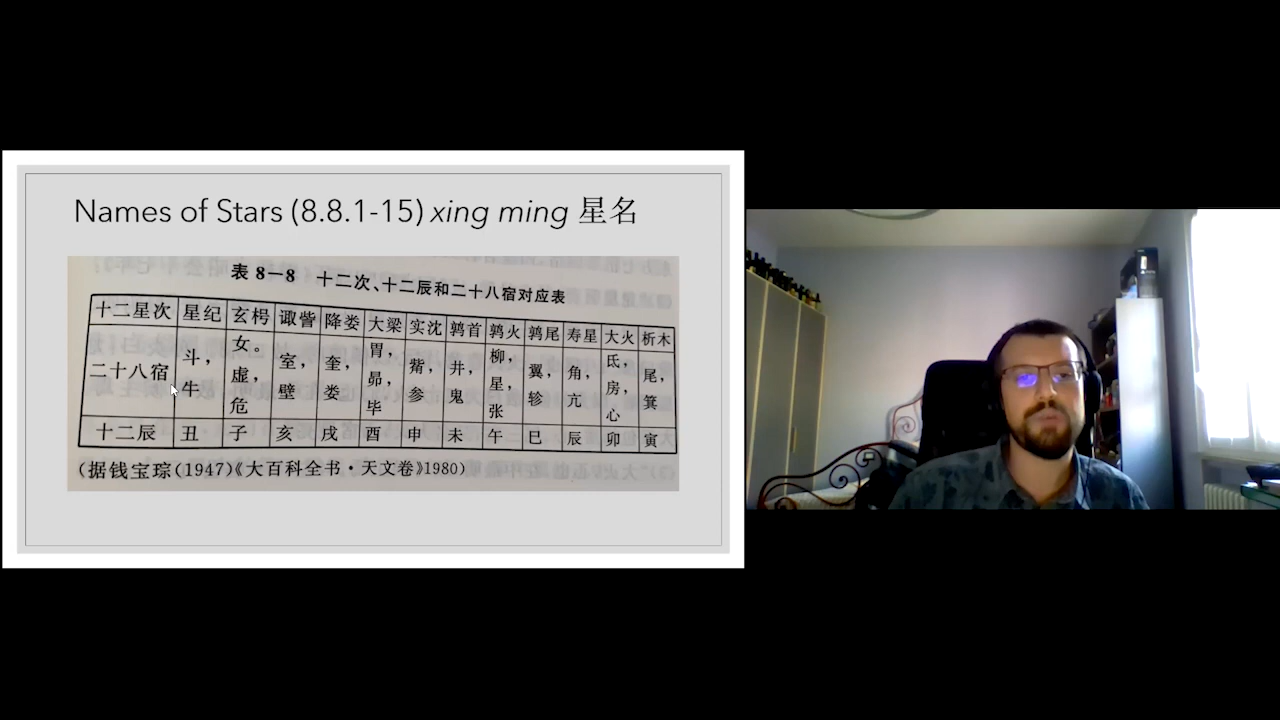 Names of Stars (8.8.1-15) xing ming 星名
表 8—8 十二次、十二辰和二十八宿对应表
十二星次 星纪 玄枵 诹訾 降娄 大梁 实沈 鹑首 鹑火 鹑尾 寿星 大火 析木
二十八宿 斗，牛 女。虚，危 室，壁 奎，娄 胃，昴，毕 觜，参 井，鬼 柳，星，张 翼，轸 角，亢 氐，房，心 尾，箕
十二辰 丑 子 亥 戌 酉 申 未 午 巳 辰 卯 寅
(据钱宝琮(1947)《大百科全书·天文卷》1980)